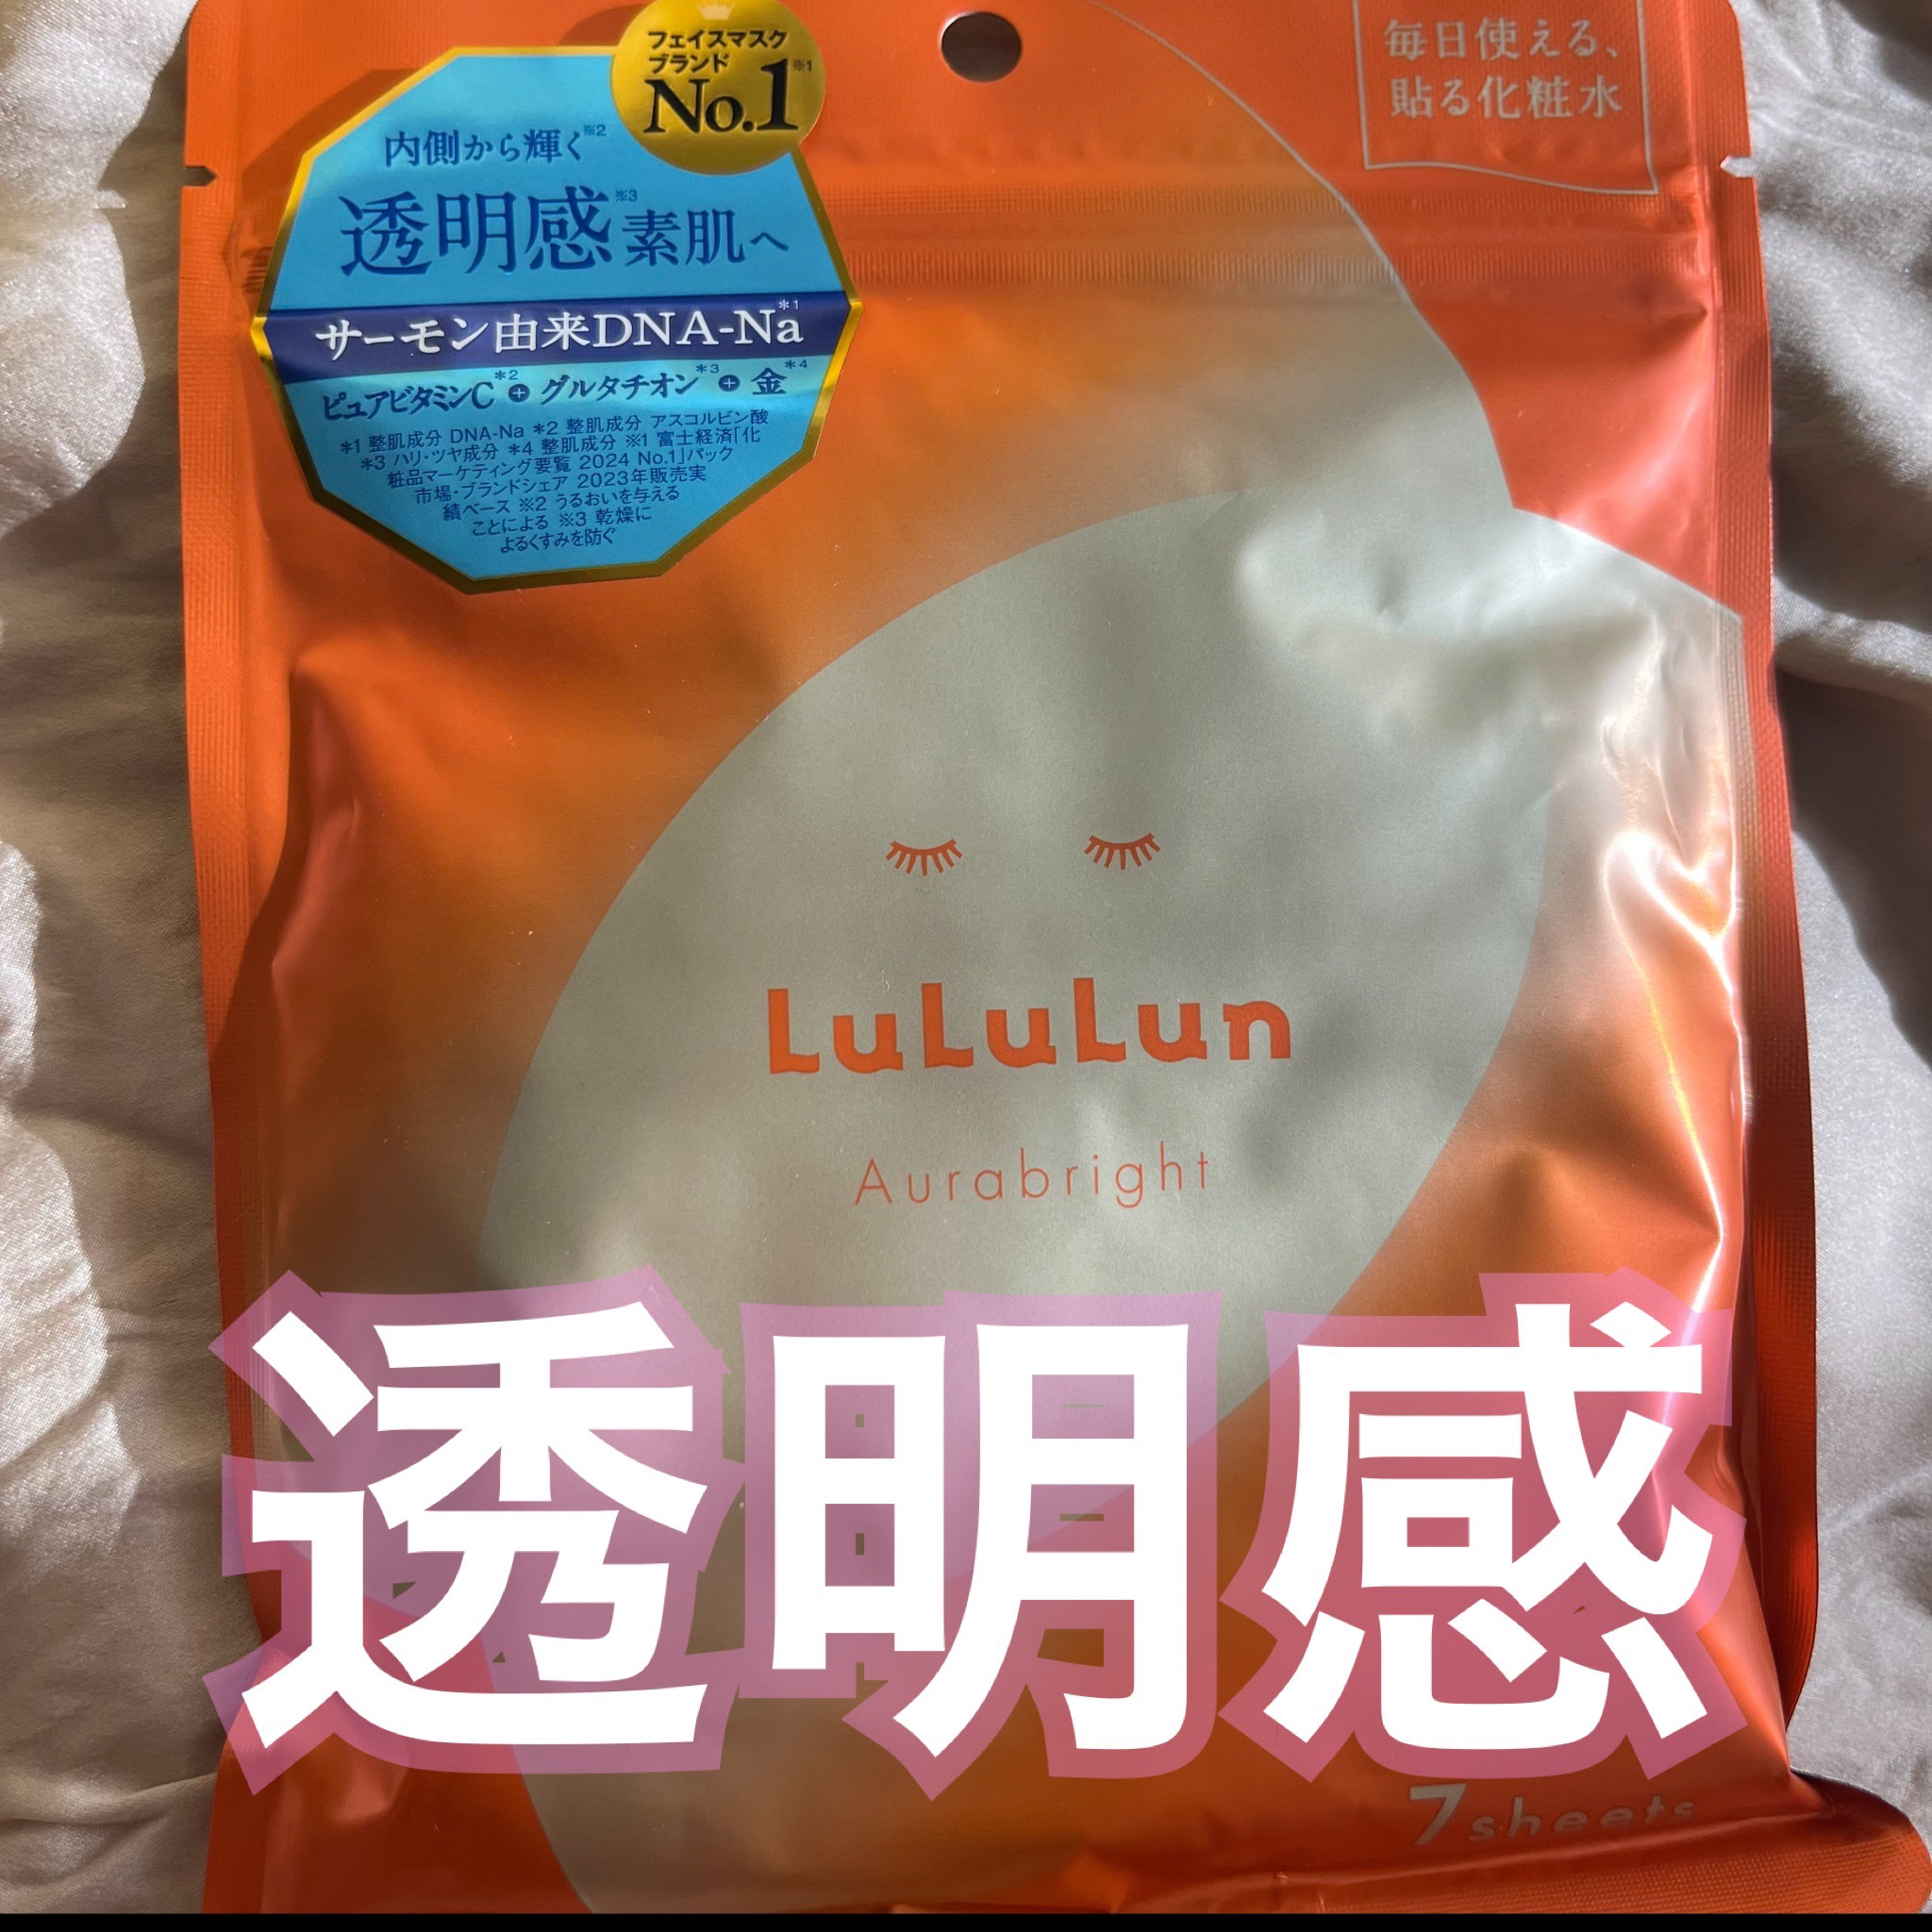 フェイスマスク
ブランド
No.1※1
毎日使える、
貼る化粧水
内側から輝く※2
透明感※3素肌へ
サーモン由来DNA-Na*1
ピュアビタミンC*2+グルタチオン*3+金*4
*1 整肌成分 DNA-Na *2 整肌成分 アスコルビン酸
*3 ハリ・ツヤ成分 *4 整肌成分 ※1 富士経済「化
粧品マーケティング要覧 2024 No.1」パック
市場・ブランドシェア 2023年販売実
績ベース ※2 うるおいを与える
ことによる ※3 乾燥に
よるくすみを防ぐ
LuLuLun
Aurabright
透明感
7sheets